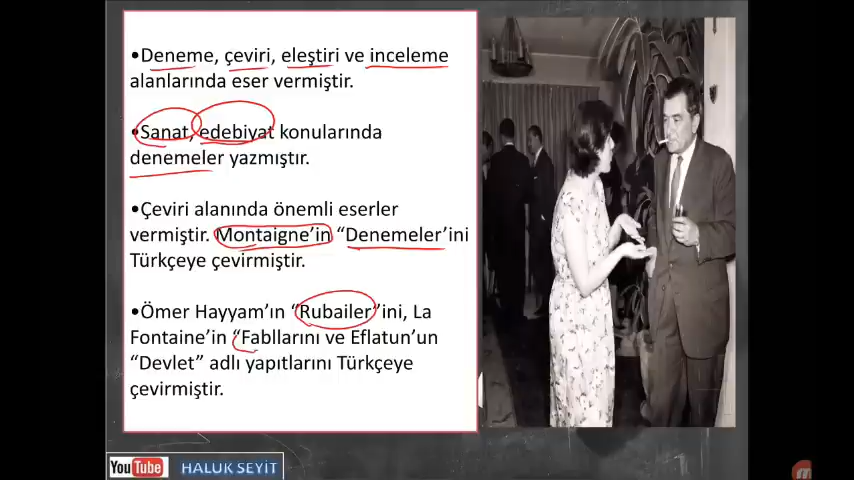 •Deneme, çeviri, eleştiri ve inceleme
alanlarında eser vermiştir.
•Sanat, edebiyat konularında
denemeler yazmıştır.
•Çeviri alanında önemli eserler
vermiştir. Montaigne’in “Denemeler’ini
Türkçeye çevirmiştir.
•Ömer Hayyam’ın “Rubailer”ini, La
Fontaine’in “Fabllarını ve Eflatun’un
“Devlet” adlı yapıtlarını Türkçeye
çevirmiştir.
YouTube HALUK SEYİT